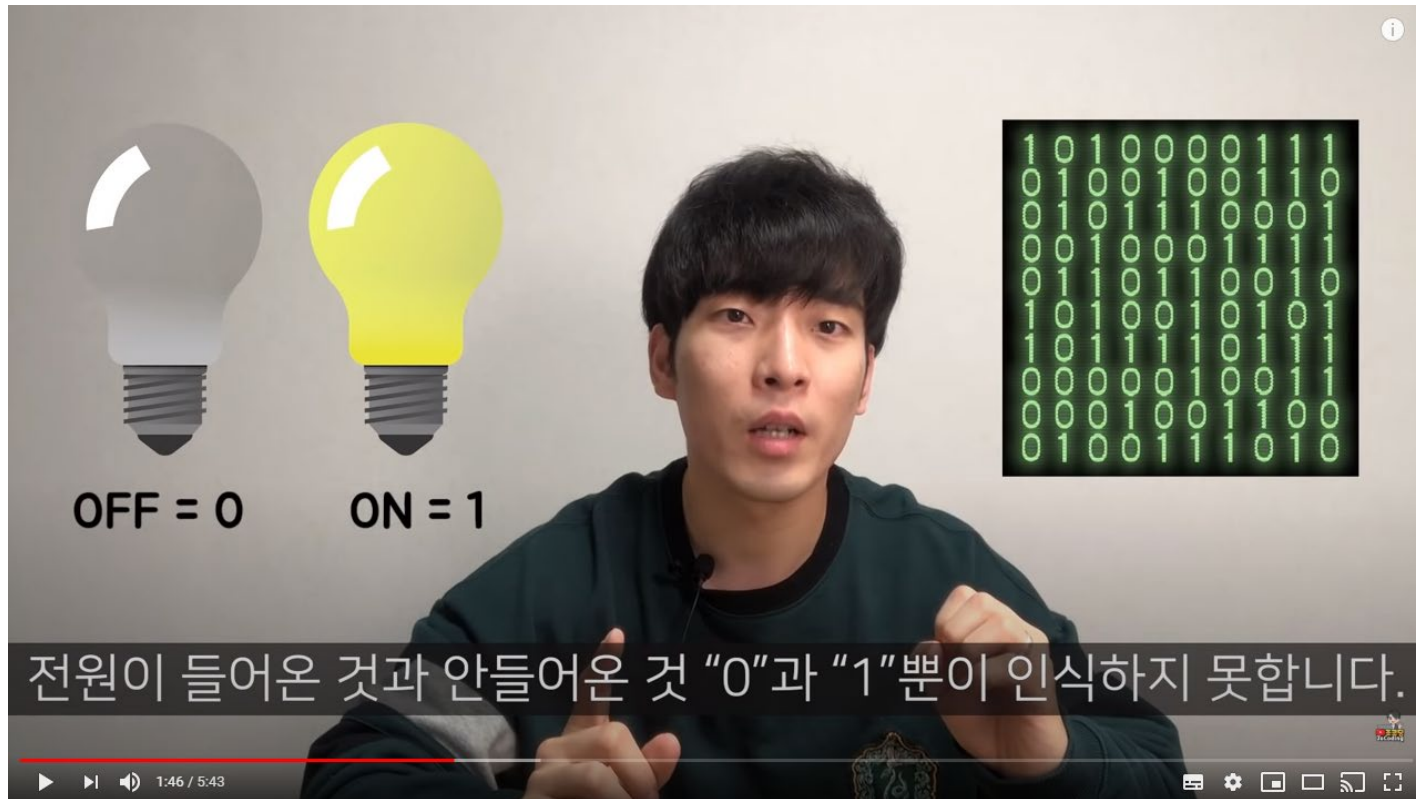 OFF = 0
ON = 1
1 0 1 0 0 0 0 1 1 1
0 1 0 0 1 0 0 1 1 0
0 1 0 1 1 1 0 0 0 1
0 0 1 0 0 0 1 1 1 1
0 1 1 0 1 1 0 0 1 0
1 0 1 0 0 1 0 1 0 1
1 0 1 1 1 1 0 1 1 1
0 0 0 0 0 1 0 0 1 1
0 0 0 1 0 0 1 1 0 0
0 1 0 0 1 1 1 0 1 0
전원이 들어온 것과 안들어온 것 “0”과 “1”뿐이 인식하지 못합니다.
조코딩
JoCoding
1:46 / 5:43